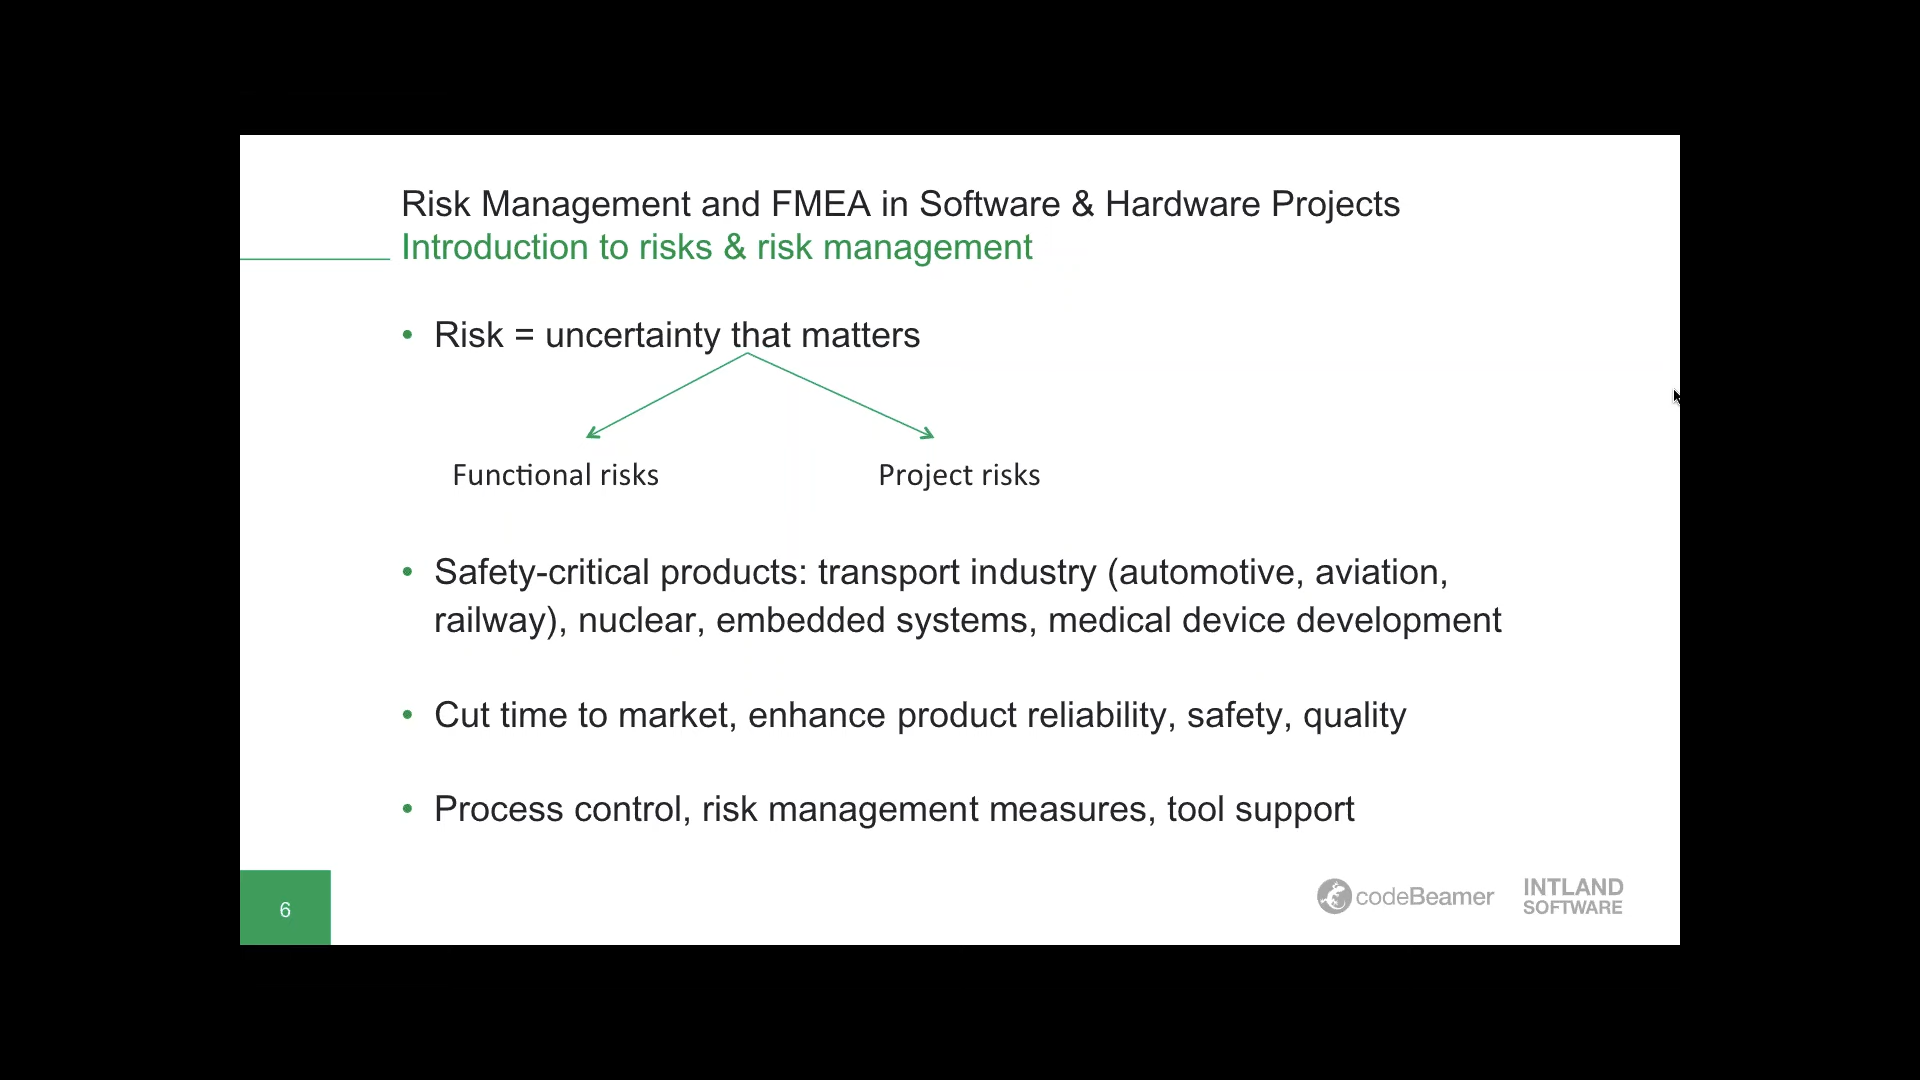 Risk Management and FMEA in Software & Hardware Projects
Introduction to risks & risk management
• Risk = uncertainty that matters
Functional risks
Project risks
• Safety-critical products: transport industry (automotive, aviation,
railway), nuclear, embedded systems, medical device development
• Cut time to market, enhance product reliability, safety, quality
• Process control, risk management measures, tool support
6
codeBeamer
INTLAND
SOFTWARE